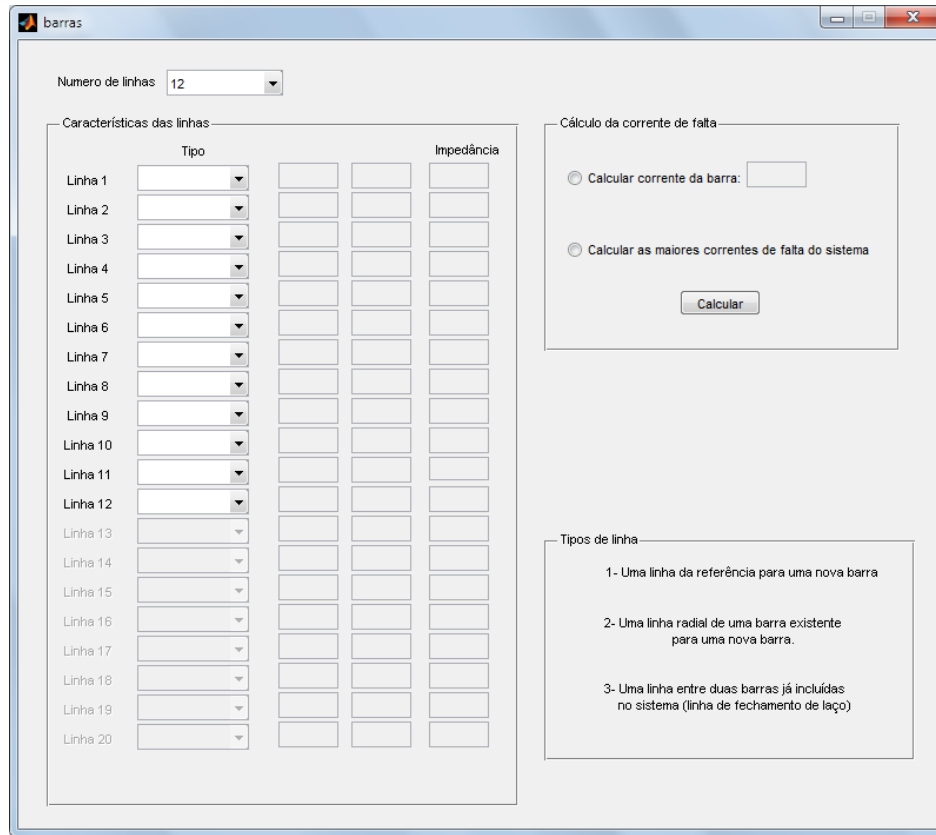 barras
Numero de linhas 12
Características das linhas
Tipo Impedância
Linha 1
Linha 2
Linha 3
Linha 4
Linha 5
Linha 6
Linha 7
Linha 8
Linha 9
Linha 10
Linha 11
Linha 12
Linha 13
Linha 14
Linha 15
Linha 16
Linha 17
Linha 18
Linha 19
Linha 20
Cálculo da corrente de falta
Calcular corrente da barra:
Calcular as maiores correntes de falta do sistema
Calcular
Tipos de linha
1- Uma linha da referência para uma nova barra
2- Uma linha radial de uma barra existente
para uma nova barra.
3- Uma linha entre duas barras já incluídas
no sistema (linha de fechamento de laço)